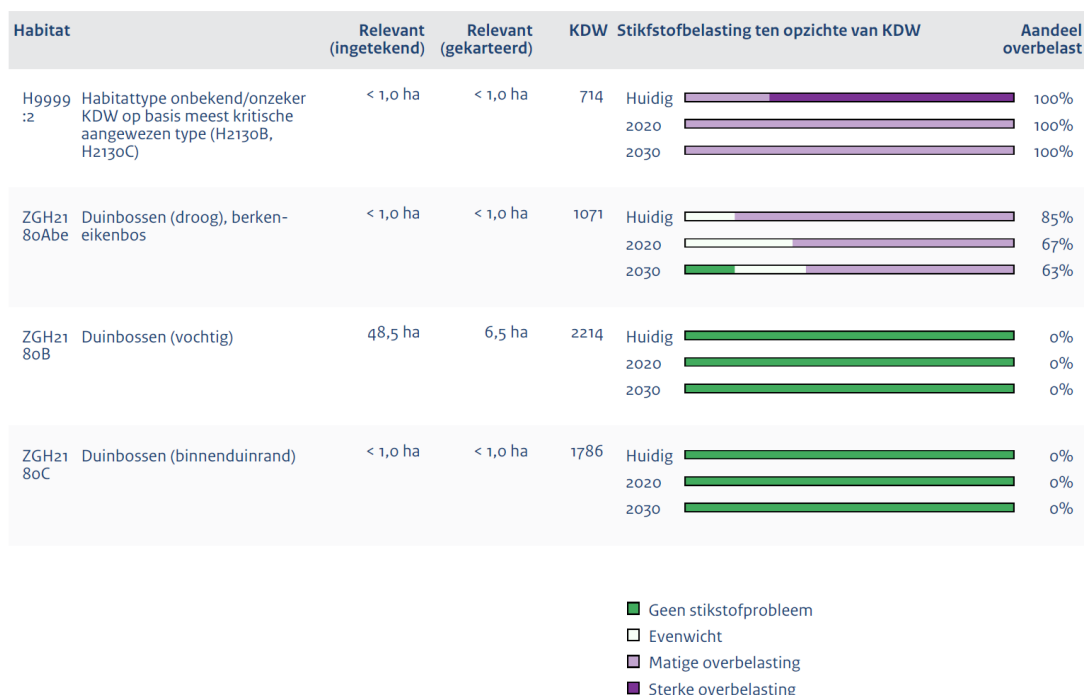 Habitat Relevant (ingetekend) Relevant (gekarteerd) KDW Stikfstofbelasting ten opzichte van KDW Aandeel overbelast
H9999 :2 Habitattype onbekend/onzeker KDW op basis meest kritische aangewezen type (H2130B, H2130C) < 1,0 ha < 1,0 ha 714
Huidig 100%
2020 100%
2030 100%
ZGH21 80Abe Duinbossen (droog), berken-eikenbos < 1,0 ha < 1,0 ha 1071
Huidig 85%
2020 67%
2030 63%
ZGH21 80B Duinbossen (vochtig) 48,5 ha 6,5 ha 2214
Huidig 0%
2020 0%
2030 0%
ZGH21 80C Duinbossen (binnenduinrand) < 1,0 ha < 1,0 ha 1786
Huidig 0%
2020 0%
2030 0%
Geen stikstofprobleem
Evenwicht
Matige overbelasting
Sterke overbelasting